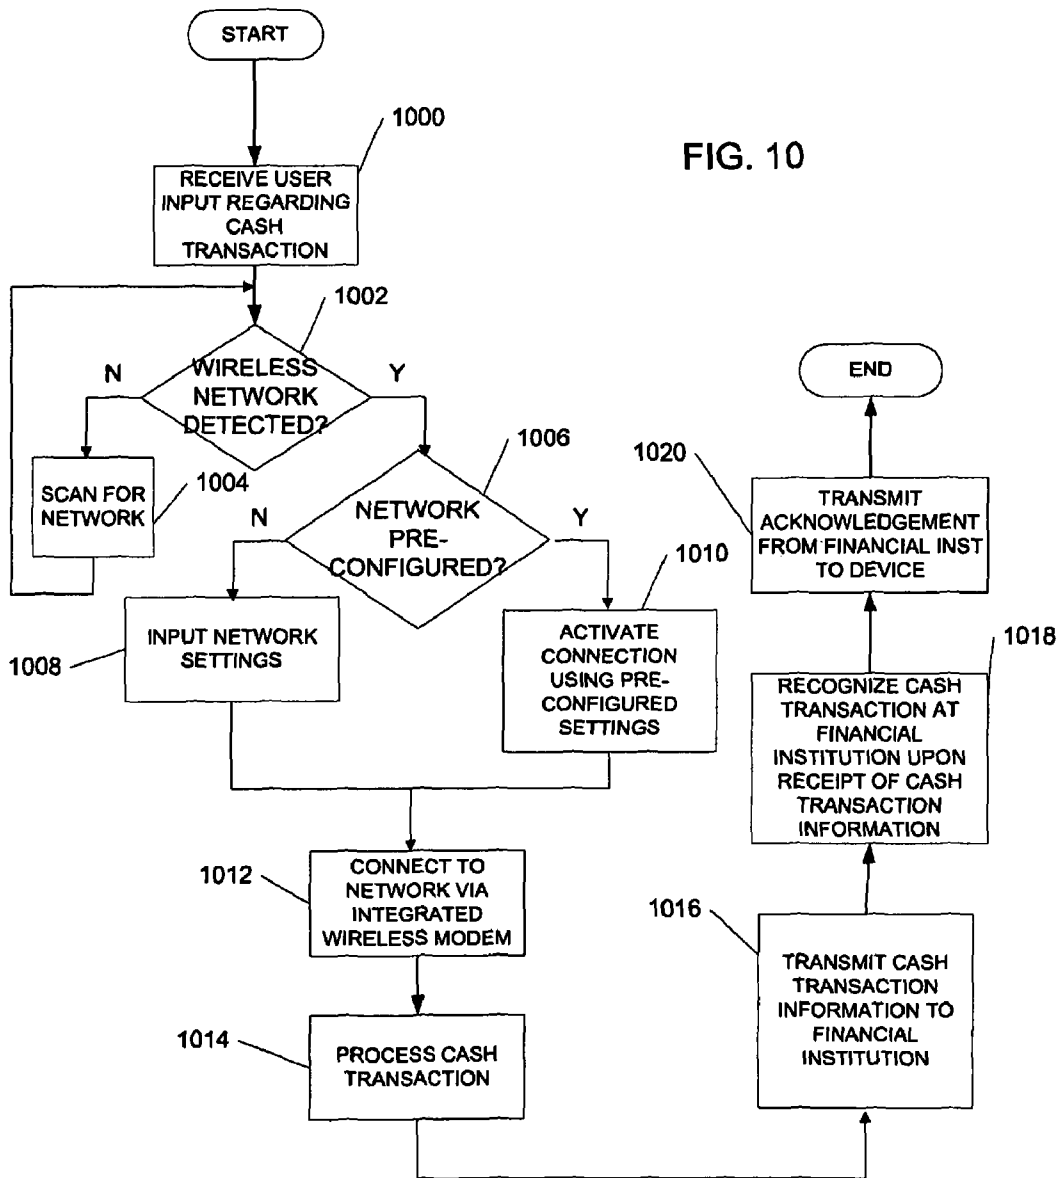 START
1000
FIG. 10
RECEIVE USER
INPUT REGARDING
CASH
TRANSACTION
1002
WIRELESS
NETWORK
DETECTED?
N
Y
1004
SCAN FOR
NETWORK
1006
NETWORK
PRE-
CONFIGURED?
N
Y
1008
INPUT NETWORK
SETTINGS
1010
ACTIVATE
CONNECTION
USING PRE-
CONFIGURED
SETTINGS
1012
CONNECT TO
NETWORK VIA
INTEGRATED
WIRELESS MODEM
1014
PROCESS CASH
TRANSACTION
1016
TRANSMIT CASH
TRANSACTION
INFORMATION TO
FINANCIAL
INSTITUTION
1018
RECOGNIZE CASH
TRANSACTION AT
FINANCIAL
INSTITUTION UPON
RECEIPT OF CASH
TRANSACTION
INFORMATION
1020
TRANSMIT
ACKNOWLEDGEMENT
FROM FINANCIAL INST
TO DEVICE
END